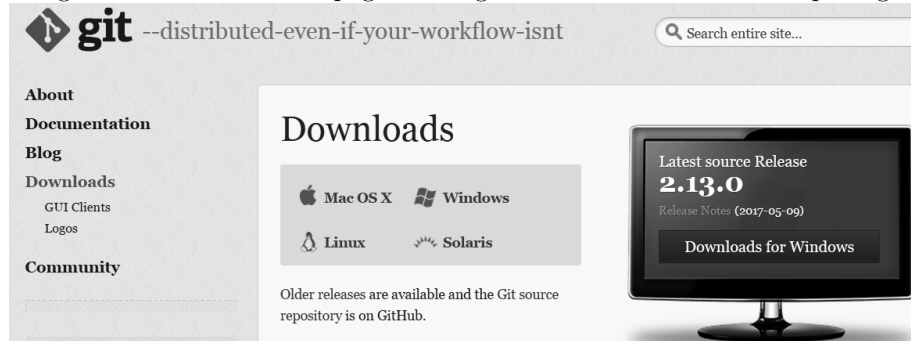 git --distributed-even-if-your-workflow-isnt
Search entire site...
About
Documentation
Blog
Downloads
GUI Clients
Logos
Community
Downloads
Mac OS X Windows
Linux Solaris
Older releases are available and the Git source
repository is on GitHub.
Latest source Release
2.13.0
Release Notes (2017-05-09)
Downloads for Windows